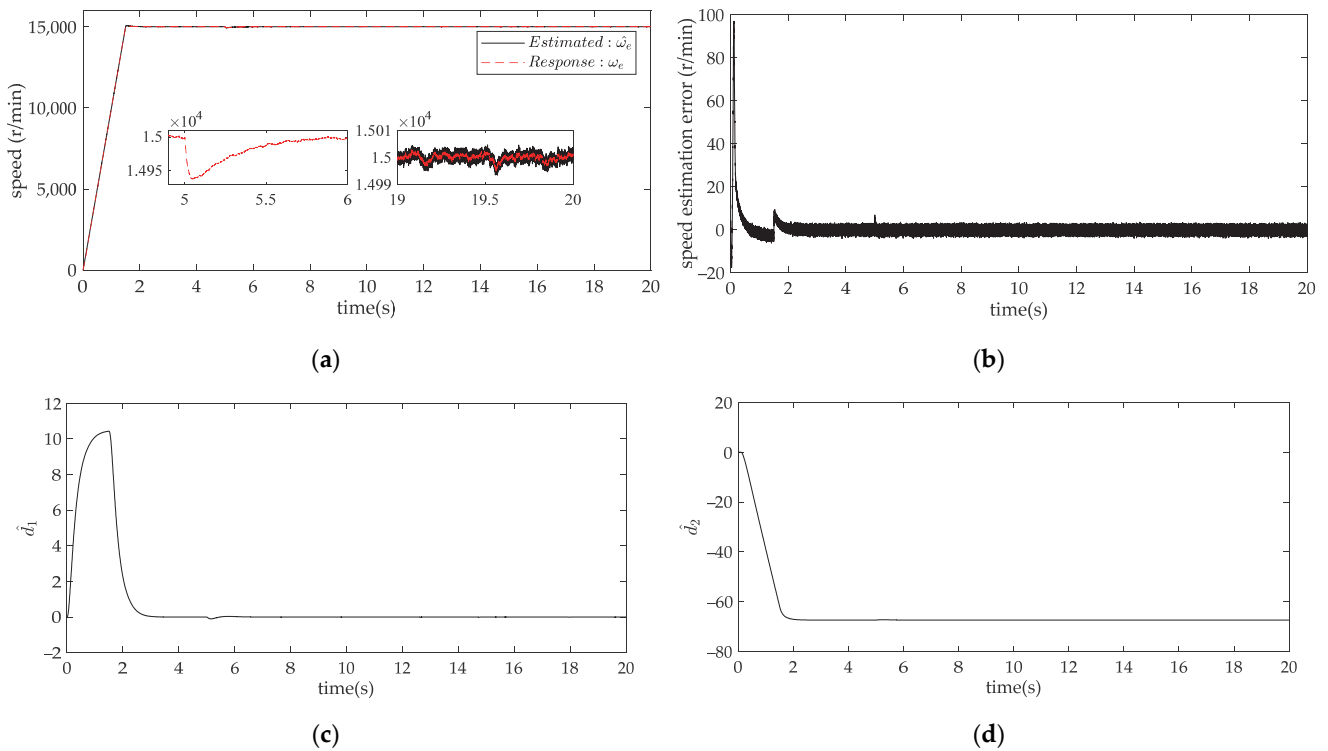 15,000
10,000
5,000
0
speed (r/min)
Estimated : ω̂ₑ
Response : ωₑ
×10⁴
1.5
1.495
5 5.5 6
×10⁴
1.501
1.5
1.499
19 19.5 20
0 2 4 6 8 10 12 14 16 18 20
time(s)
(a)
100
80
60
40
20
0
−20
speed estimation error (r/min)
0 2 4 6 8 10 12 14 16 18 20
time(s)
(b)
12
10
8
6
4
2
0
−2
d̂₁
0 2 4 6 8 10 12 14 16 18 20
time(s)
(c)
20
0
−20
−40
−60
−80
d̂₂
0 2 4 6 8 10 12 14 16 18 20
time(s)
(d)